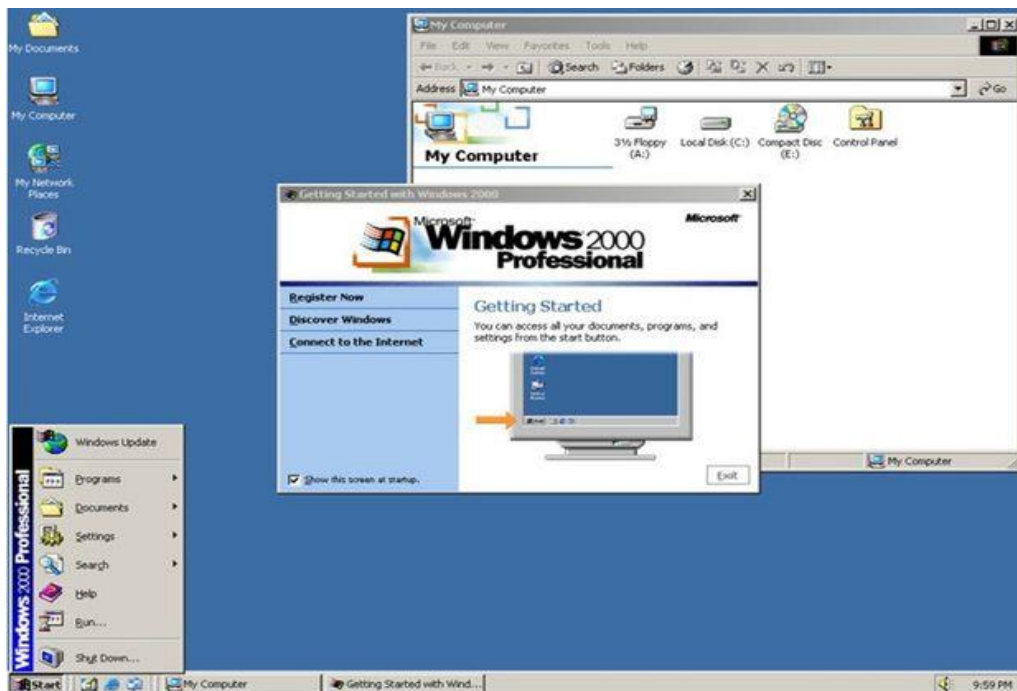 My Documents
My Computer
My Network
Places
Recycle Bin
Internet
Explorer
My Computer
File Edit View Favorites Tools Help
Back Search Folders
Address My Computer Go
My Computer
3½ Floppy
(A:)
Local Disk (C:)
Compact Disc
(E:)
Control Panel
My Computer
Getting Started with Windows 2000
Microsoft
Windows 2000
Professional
Microsoft
Register Now
Discover Windows
Connect to the Internet
Getting Started
You can access all your documents, programs, and
settings from the start button.
Show this screen at startup.
Exit
Windows 2000 Professional
Windows Update
Programs
Documents
Settings
Search
Help
Run...
Shut Down...
Start My Computer Getting Started with Wind... 9:59 PM